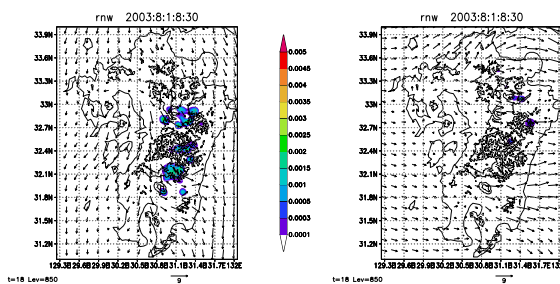 rnw 2003:8:1:8:30
33.9N
33.6N
33.3N
33N
32.7N
32.4N
32.1N
31.8N
31.5N
31.2N
t=18 Lev=850
9
0.005
0.0045
0.004
0.0035
0.003
0.0025
0.002
0.0015
0.001
0.0005
0.0003
0.0001
rnw 2003:8:1:8:30
33.9N
33.6N
33.3N
33N
32.7N
32.4N
32.1N
31.8N
31.5N
31.2N
t=18 Lev=850
9